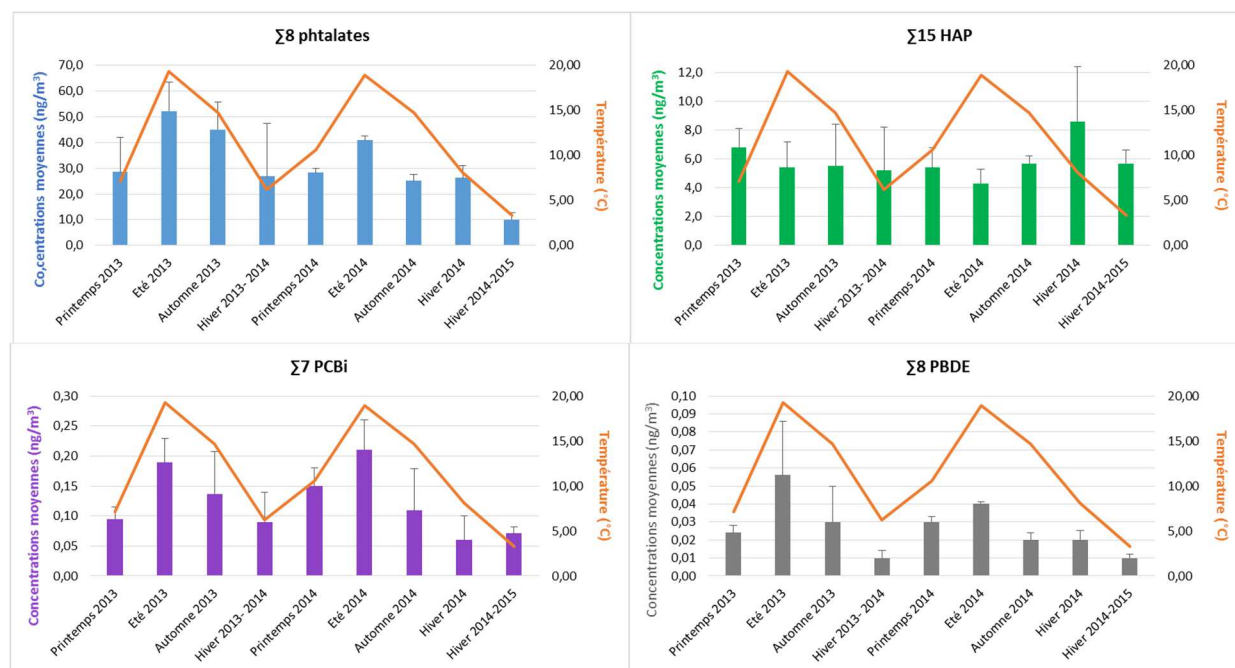 ∑8 phtalates
Co,centrations moyennes (ng/m³)
70,0
60,0
50,0
40,0
30,0
20,0
10,0
0,0
20,00
15,00
10,00
5,00
0,00
Température (°C)
Printemps 2013
Eté 2013
Automne 2013
Hiver 2013- 2014
Printemps 2014
Eté 2014
Automne 2014
Hiver 2014
Hiver 2014-2015
∑15 HAP
Concentrations moyennes (ng/m³)
12,0
10,0
8,0
6,0
4,0
2,0
0,0
20,00
15,00
10,00
5,00
0,00
Température (°C)
Printemps 2013
Eté 2013
Automne 2013
Hiver 2013- 2014
Printemps 2014
Eté 2014
Automne 2014
Hiver 2014
Hiver 2014-2015
∑7 PCBi
Concentrations moyennes (ng/m³)
0,30
0,25
0,20
0,15
0,10
0,05
0,00
20,00
15,00
10,00
5,00
0,00
Température (°C)
Printemps 2013
Eté 2013
Automne 2013
Hiver 2013- 2014
Printemps 2014
Eté 2014
Automne 2014
Hiver 2014
Hiver 2014-2015
∑8 PBDE
Concentrations moyennes (ng/m³)
0,10
0,09
0,08
0,07
0,06
0,05
0,04
0,03
0,02
0,01
0,00
20,00
15,00
10,00
5,00
0,00
Température (°C)
Printemps 2013
Eté 2013
Automne 2013
Hiver 2013- 2014
Printemps 2014
Eté 2014
Automne 2014
Hiver 2014
Hiver 2014-2015